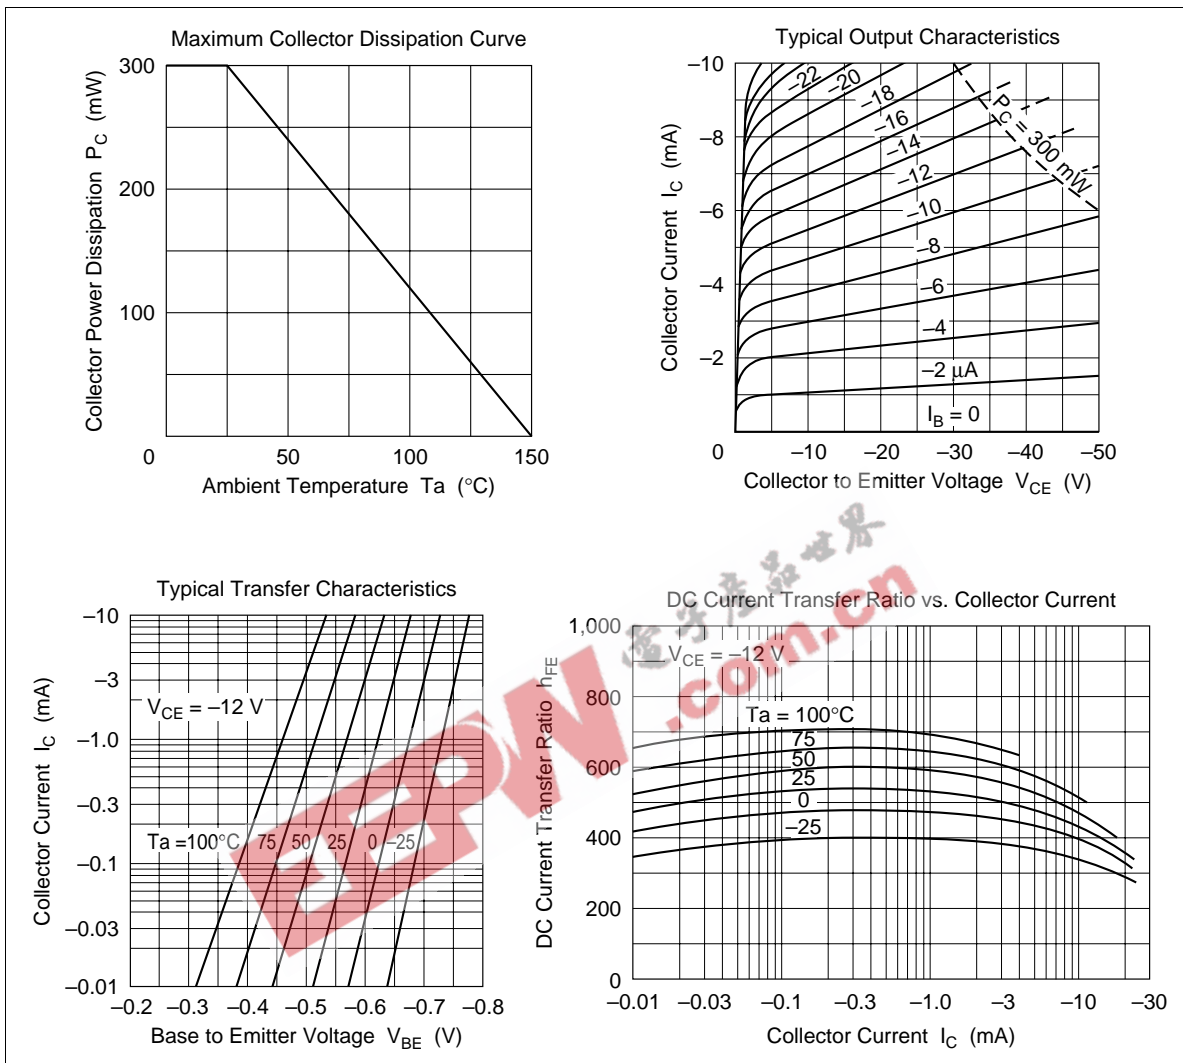 Maximum Collector Dissipation Curve
Collector Power Dissipation P_C (mW)
300
200
100
0
50
100
150
Ambient Temperature Ta (°C)
Typical Output Characteristics
Collector Current I_C (mA)
–10
–8
–6
–4
–2
0
–10
–20
–30
–40
–50
Collector to Emitter Voltage V_CE (V)
–22
–20
–18
–16
–14
–12
–10
–8
–6
–4
–2 μA
I_B = 0
P_C = 300 mW
Typical Transfer Characteristics
Collector Current I_C (mA)
–10
–3
–1.0
–0.3
–0.1
–0.03
–0.01
V_CE = –12 V
Ta =100°C 75 50 25 0 –25
–0.2 –0.3 –0.4 –0.5 –0.6 –0.7 –0.8
Base to Emitter Voltage V_BE (V)
DC Current Transfer Ratio vs. Collector Current
DC Current Transfer Ratio h_FE
1,000
800
600
400
200
0
V_CE = –12 V
Ta = 100°C
75
50
25
0
–25
–0.01 –0.03 –0.1 –0.3 –1.0 –3 –10 –30
Collector Current I_C (mA)
EEPW
.com.cn
電子產品世界